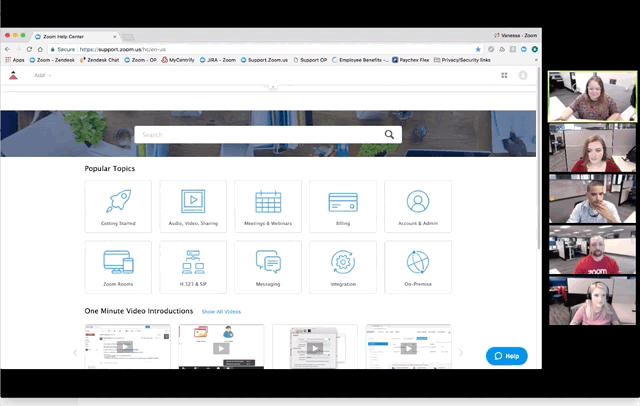 Zoom Help Center
Vanessa - Zoom
Secure
https://support.zoom.us/hc/en-us
Apps
Zoom - Zendesk
Zendesk Chat
Zoom - OP
MyCentrify
JIRA - Zoom
Support.Zoom.us
Support OP
Employee Benefits -...
Paychex Flex
Privacy/Security links
Add
Search
Popular Topics
Getting Started
Audio, Video, Sharing
Meetings & Webinars
Billing
Account & Admin
Zoom Rooms
H.323 & SIP
Messaging
Integration
On-Premise
One Minute Video Introductions
Show All Videos
Help
zoom